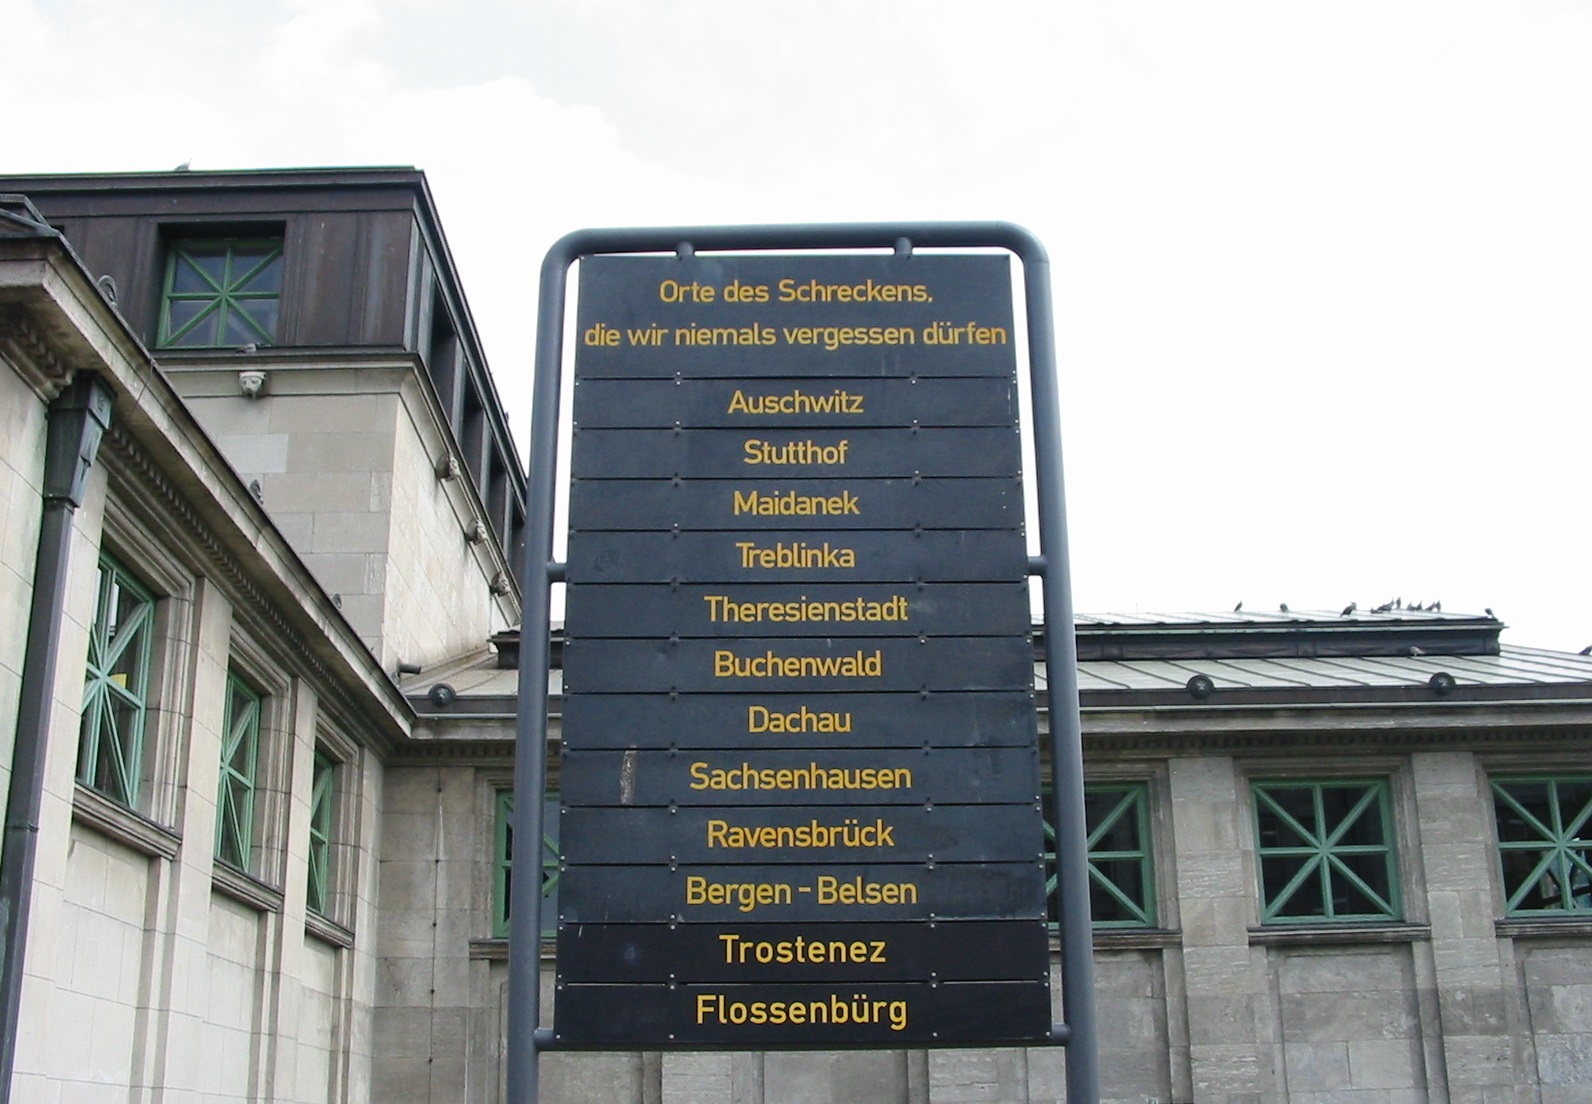 Orte des Schreckens,
die wir niemals vergessen dürfen
Auschwitz
Stutthof
Maidanek
Treblinka
Theresienstadt
Buchenwald
Dachau
Sachsenhausen
Ravensbrück
Bergen - Belsen
Trostenez
Flossenbürg